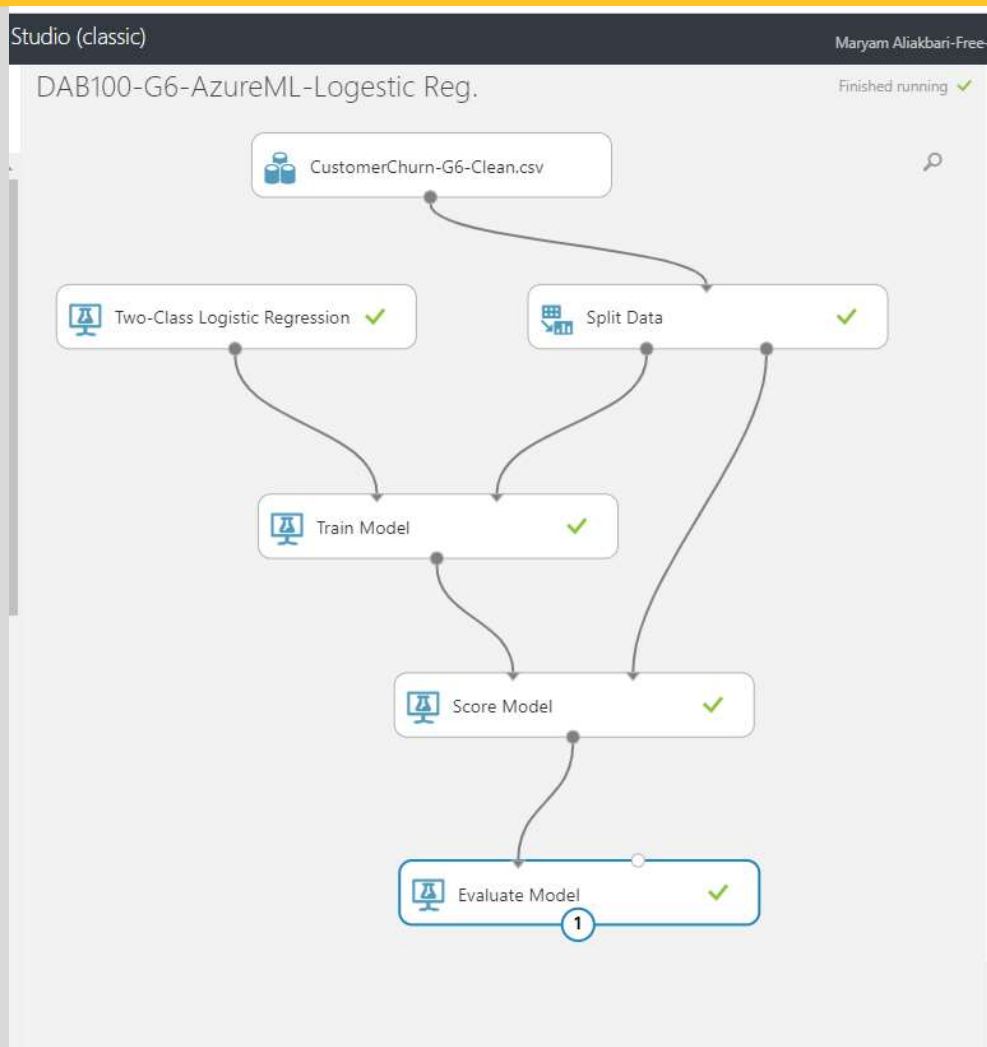 Studio (classic)
Maryam Aliakbari-Free-
DAB100-G6-AzureML-Logestic Reg.
Finished running
CustomerChurn-G6-Clean.csv
Two-Class Logistic Regression
Split Data
Train Model
Score Model
Evaluate Model
1